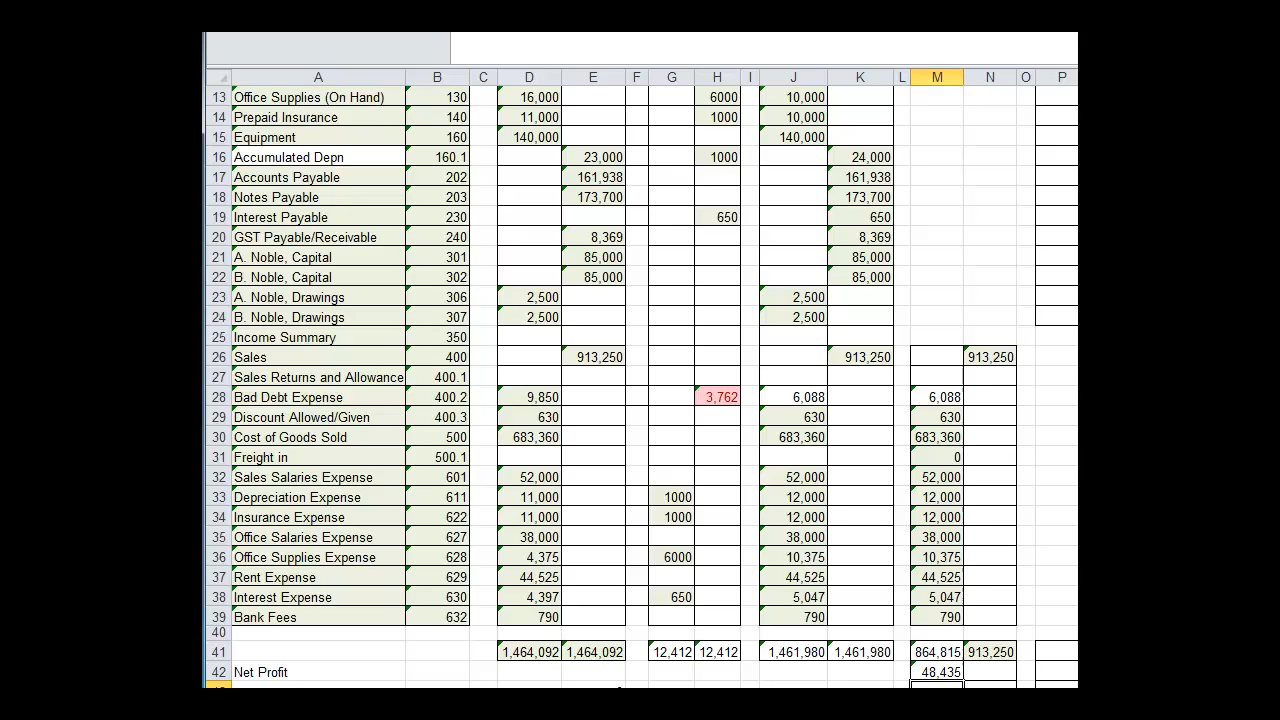 A B C D E F G H I J K L M N O P
13 Office Supplies (On Hand) 130 16,000 6000 10,000
14 Prepaid Insurance 140 11,000 1000 10,000
15 Equipment 160 140,000 140,000
16 Accumulated Depn 160.1 23,000 1000 24,000
17 Accounts Payable 202 161,938 161,938
18 Notes Payable 203 173,700 173,700
19 Interest Payable 230 650 650
20 GST Payable/Receivable 240 8,369 8,369
21 A. Noble, Capital 301 85,000 85,000
22 B. Noble, Capital 302 85,000 85,000
23 A. Noble, Drawings 306 2,500 2,500
24 B. Noble, Drawings 307 2,500 2,500
25 Income Summary 350
26 Sales 400 913,250 913,250 913,250
27 Sales Returns and Allowance 400.1
28 Bad Debt Expense 400.2 9,850 3,762 6,088 6,088
29 Discount Allowed/Given 400.3 630 630 630
30 Cost of Goods Sold 500 683,360 683,360 683,360
31 Freight in 500.1 0
32 Sales Salaries Expense 601 52,000 52,000 52,000
33 Depreciation Expense 611 11,000 1000 12,000 12,000
34 Insurance Expense 622 11,000 1000 12,000 12,000
35 Office Salaries Expense 627 38,000 38,000 38,000
36 Office Supplies Expense 628 4,375 6000 10,375 10,375
37 Rent Expense 629 44,525 44,525 44,525
38 Interest Expense 630 4,397 650 5,047 5,047
39 Bank Fees 632 790 790 790
40
41 1,464,092 1,464,092 12,412 12,412 1,461,980 1,461,980 864,815 913,250
42 Net Profit 48,435